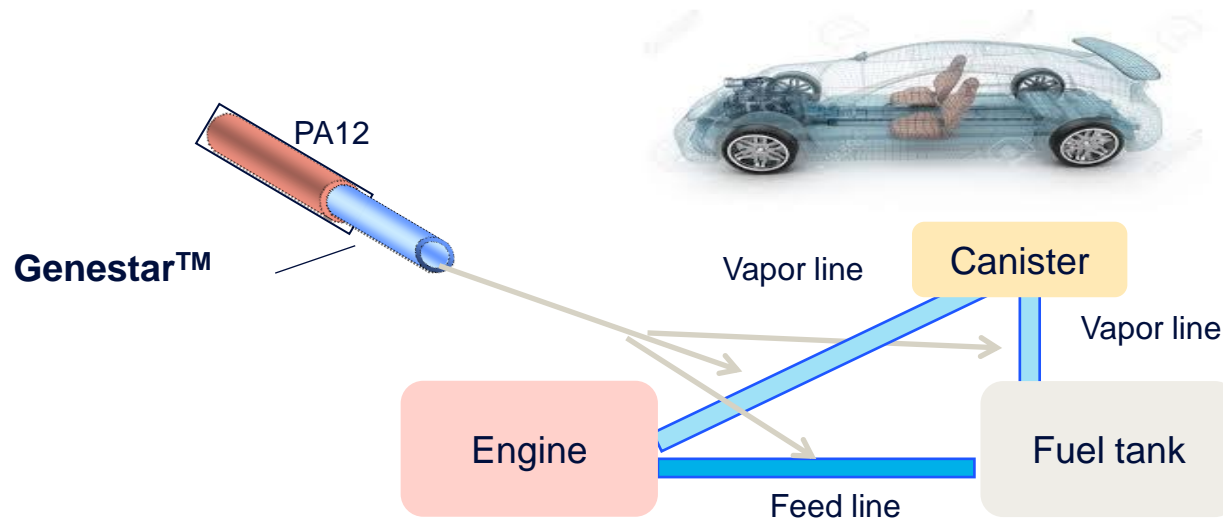 PA12
Genestar™
Vapor line
Canister
Vapor line
Engine
Fuel tank
Feed line